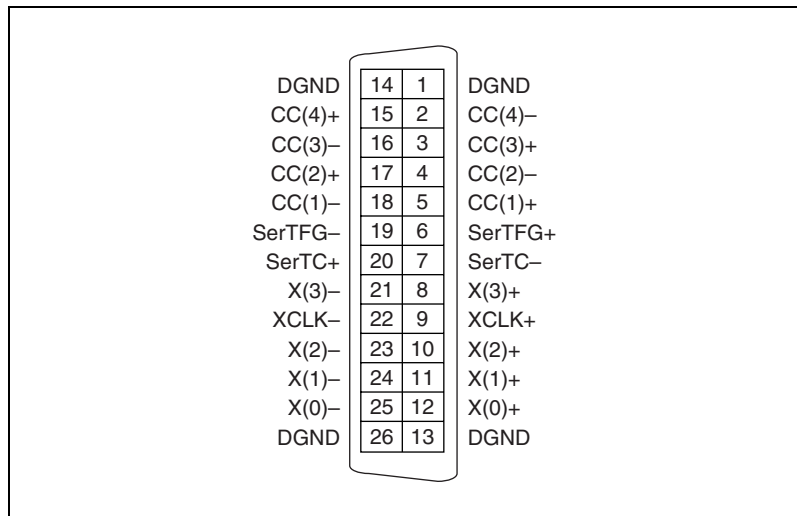 DGND 14 1 DGND
CC(4)+ 15 2 CC(4)–
CC(3)– 16 3 CC(3)+
CC(2)+ 17 4 CC(2)–
CC(1)– 18 5 CC(1)+
SerTFG– 19 6 SerTFG+
SerTC+ 20 7 SerTC–
X(3)– 21 8 X(3)+
XCLK– 22 9 XCLK+
X(2)– 23 10 X(2)+
X(1)– 24 11 X(1)+
X(0)– 25 12 X(0)+
DGND 26 13 DGND